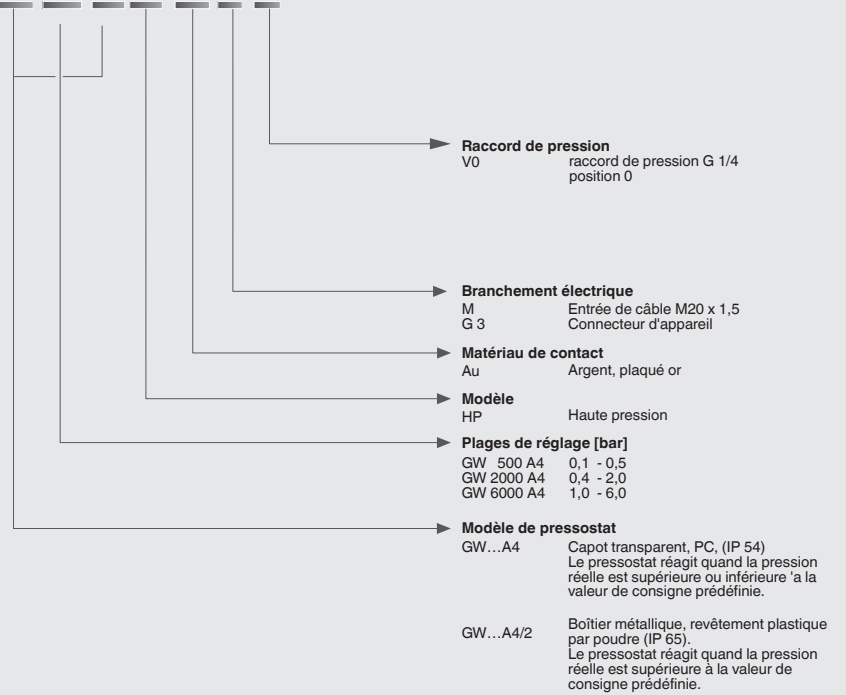 Raccord de pression
V0 raccord de pression G 1/4
position 0
Branchement électrique
M Entrée de câble M20 x 1,5
G 3 Connecteur d'appareil
Matériau de contact
Au Argent, plaqué or
Modèle
HP Haute pression
Plages de réglage [bar]
GW 500 A4 0,1 - 0,5
GW 2000 A4 0,4 - 2,0
GW 6000 A4 1,0 - 6,0
Modèle de pressostat
GW…A4 Capot transparent, PC, (IP 54)
Le pressostat réagit quand la pression
réelle est supérieure ou inférieure 'a la
valeur de consigne prédéfinie.
GW…A4/2 Boîtier métallique, revêtement plastique
par poudre (IP 65).
Le pressostat réagit quand la pression
réelle est supérieure à la valeur de
consigne prédéfinie.